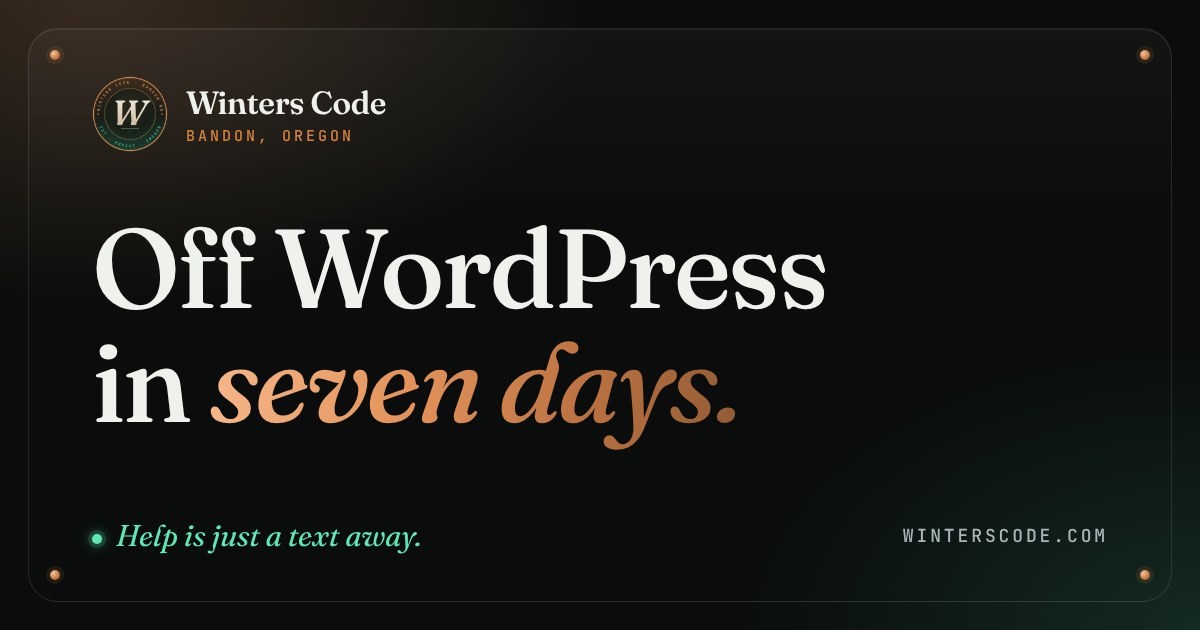 W
Winters Code
BANDON, OREGON
Off WordPress
in seven days.
Help is just a text away.
WINTERSCODE.COM